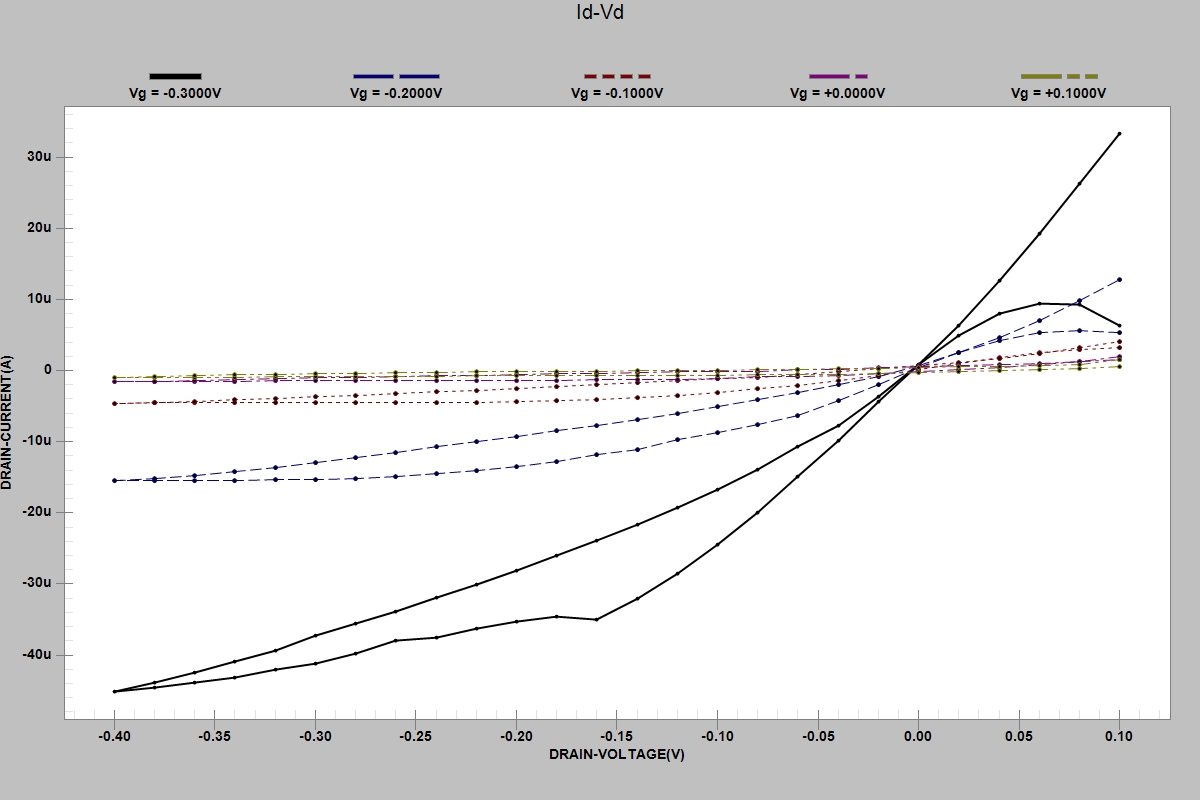 Id-Vd
Vg = -0.3000V Vg = -0.2000V Vg = -0.1000V Vg = +0.0000V Vg = +0.1000V
30u
20u
10u
0
-10u
-20u
-30u
-40u
DRAIN-CURRENT(A)
-0.40 -0.35 -0.30 -0.25 -0.20 -0.15 -0.10 -0.05 0.00 0.05 0.10
DRAIN-VOLTAGE(V)